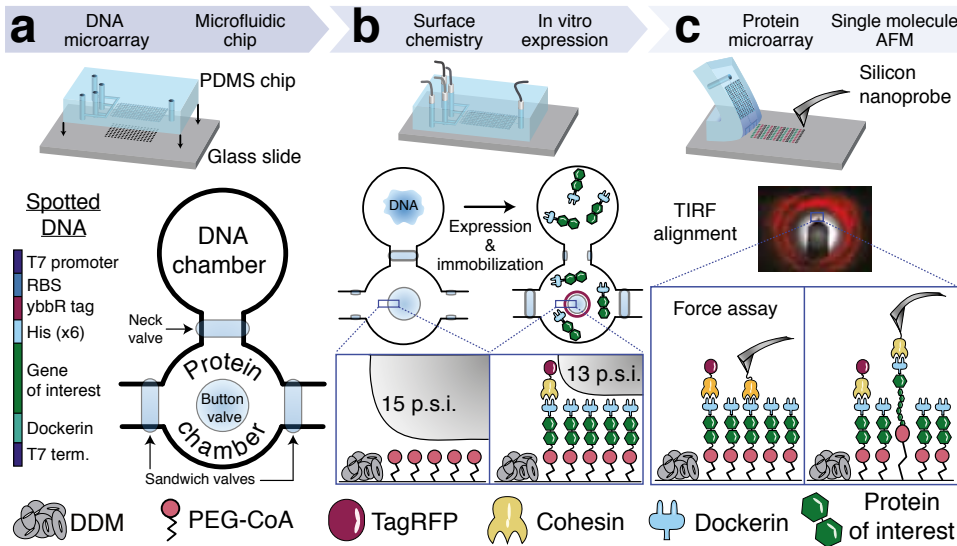 a
DNA
microarray
Microfluidic
chip
PDMS chip
Glass slide
Spotted
DNA
T7 promoter
RBS
ybbR tag
His (x6)
Gene
of interest
Dockerin
T7 term.
DNA
chamber
Neck
valve
Protein
Button
valve
chamber
Sandwich valves
b
Surface
chemistry
In vitro
expression
DNA
Expression
&
immobilization
15 p.s.i.
13 p.s.i.
c
Protein
microarray
Single molecule
AFM
Silicon
nanoprobe
TIRF
alignment
Force assay
DDM
PEG-CoA
TagRFP
Cohesin
Dockerin
Protein
of interest